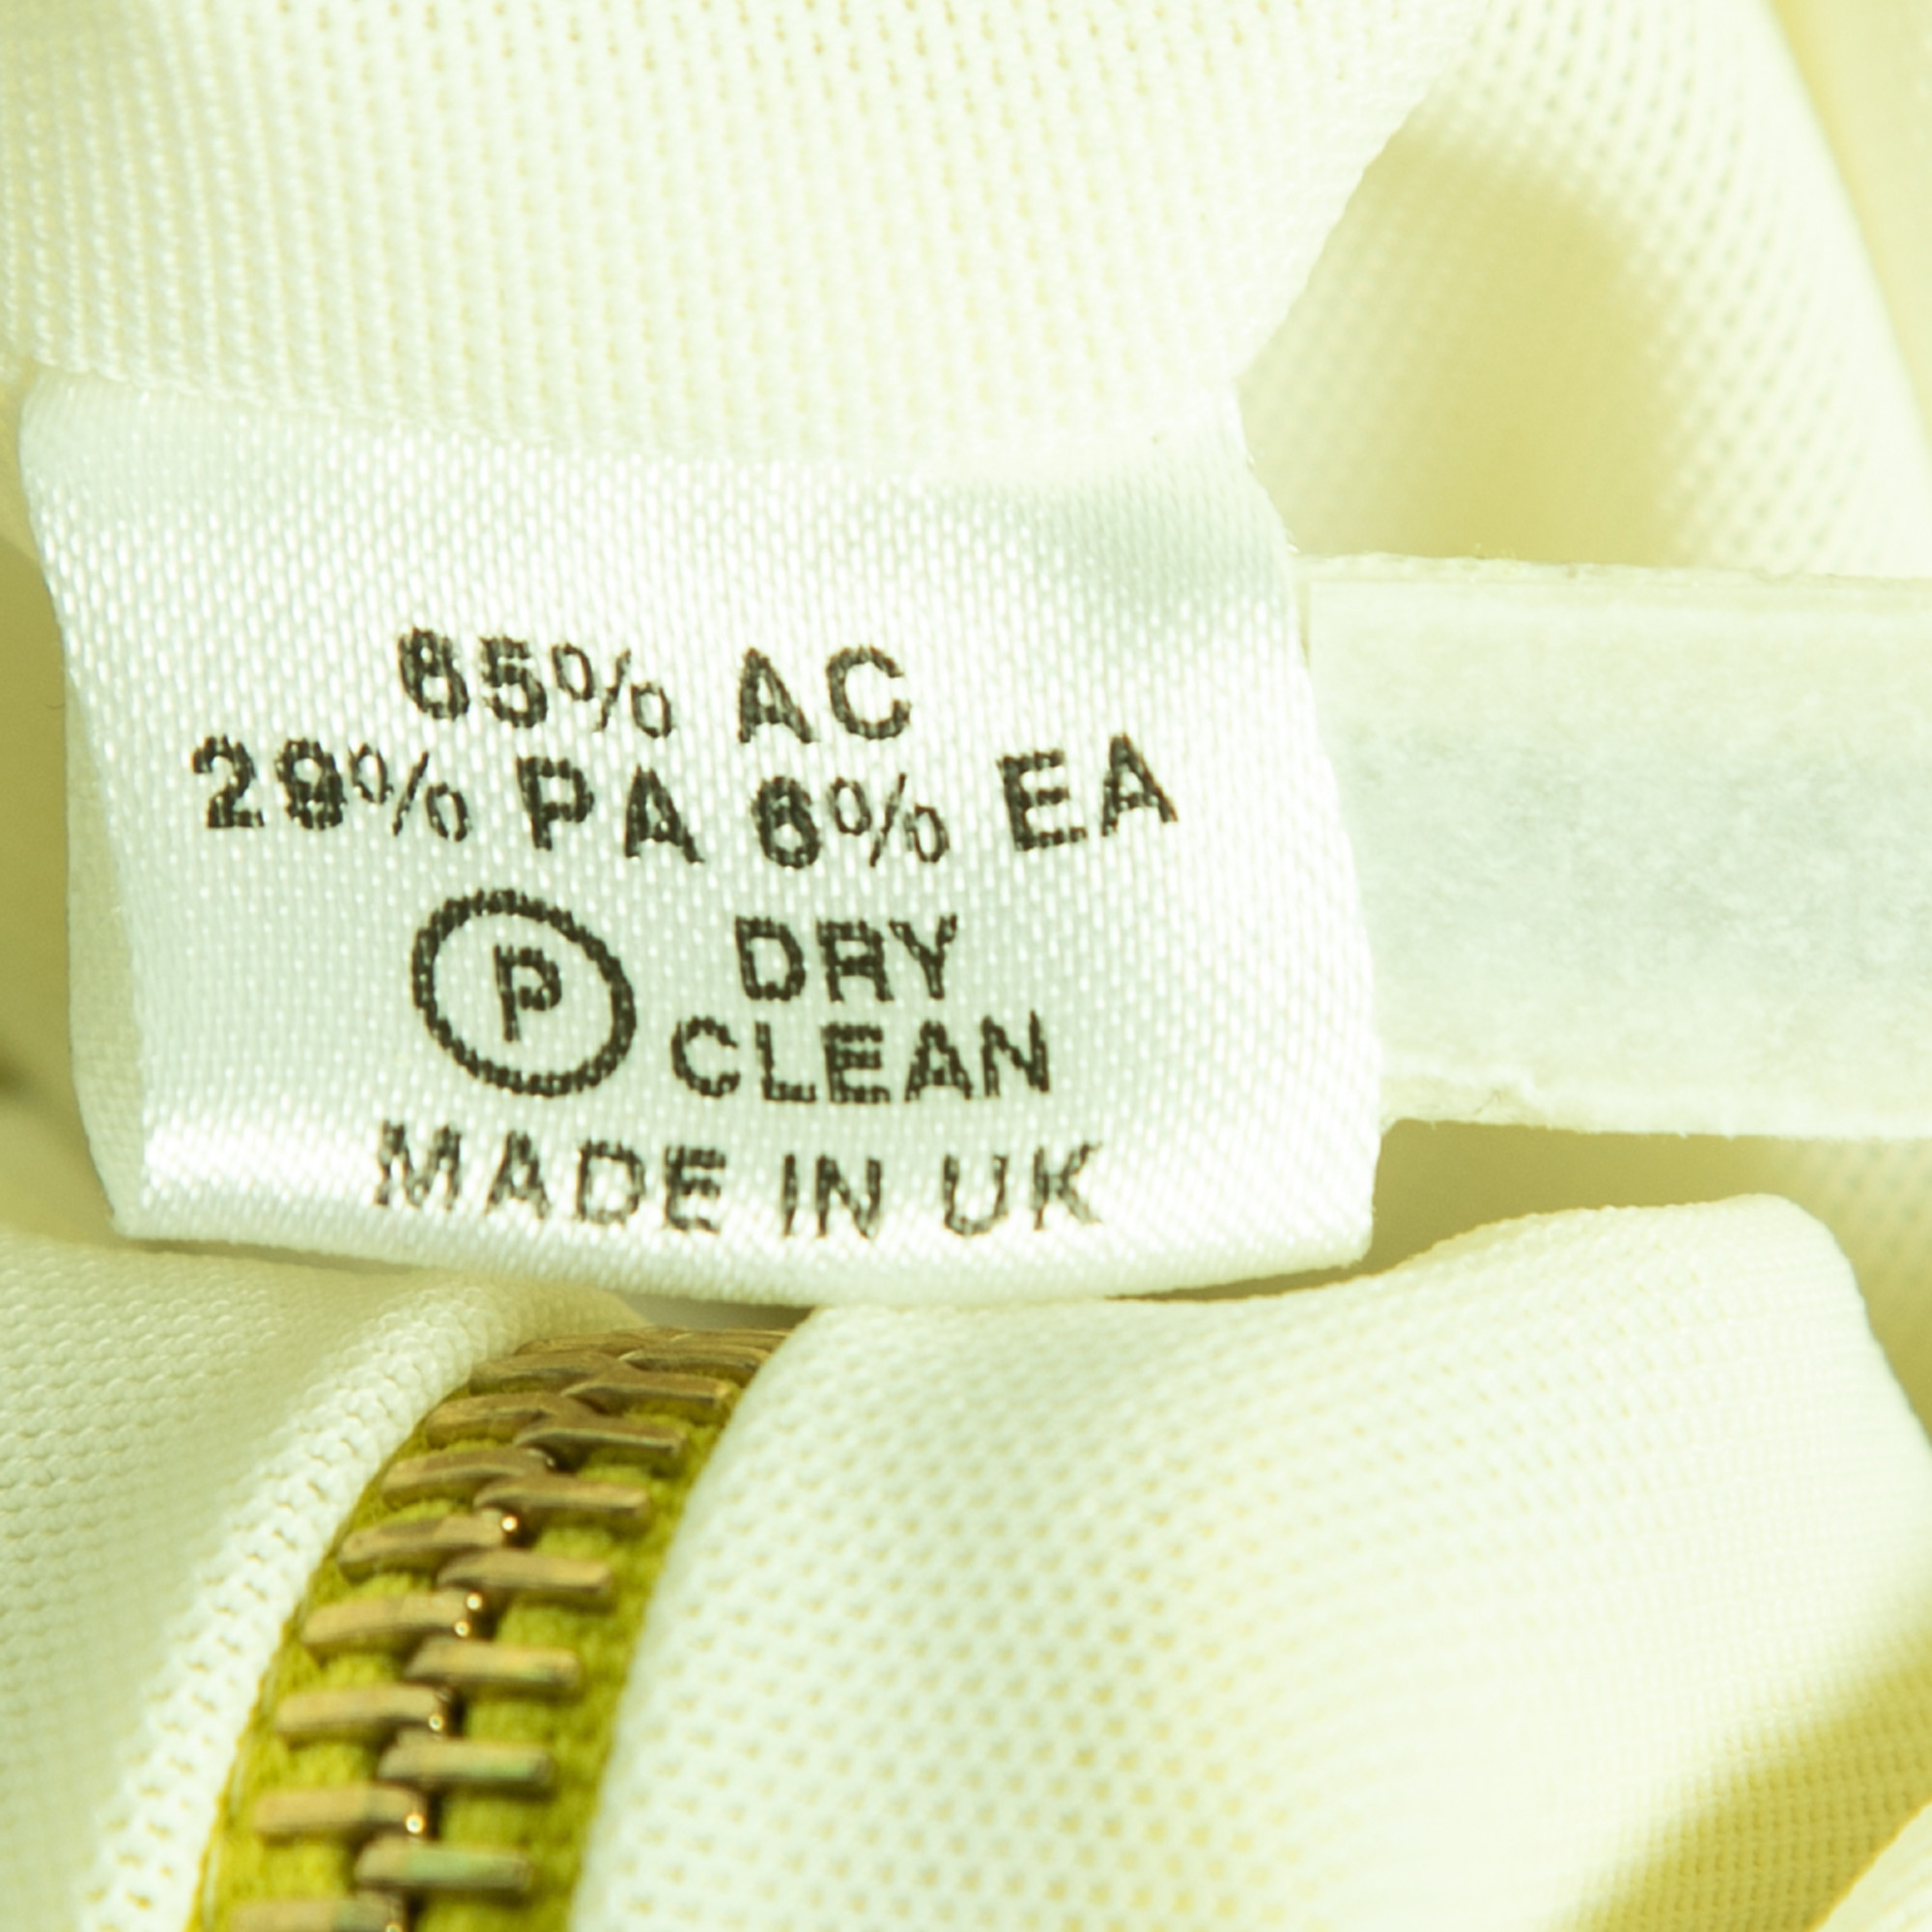 65% AC
29% PA 6% EA
P DRY
CLEAN
MADE IN UK